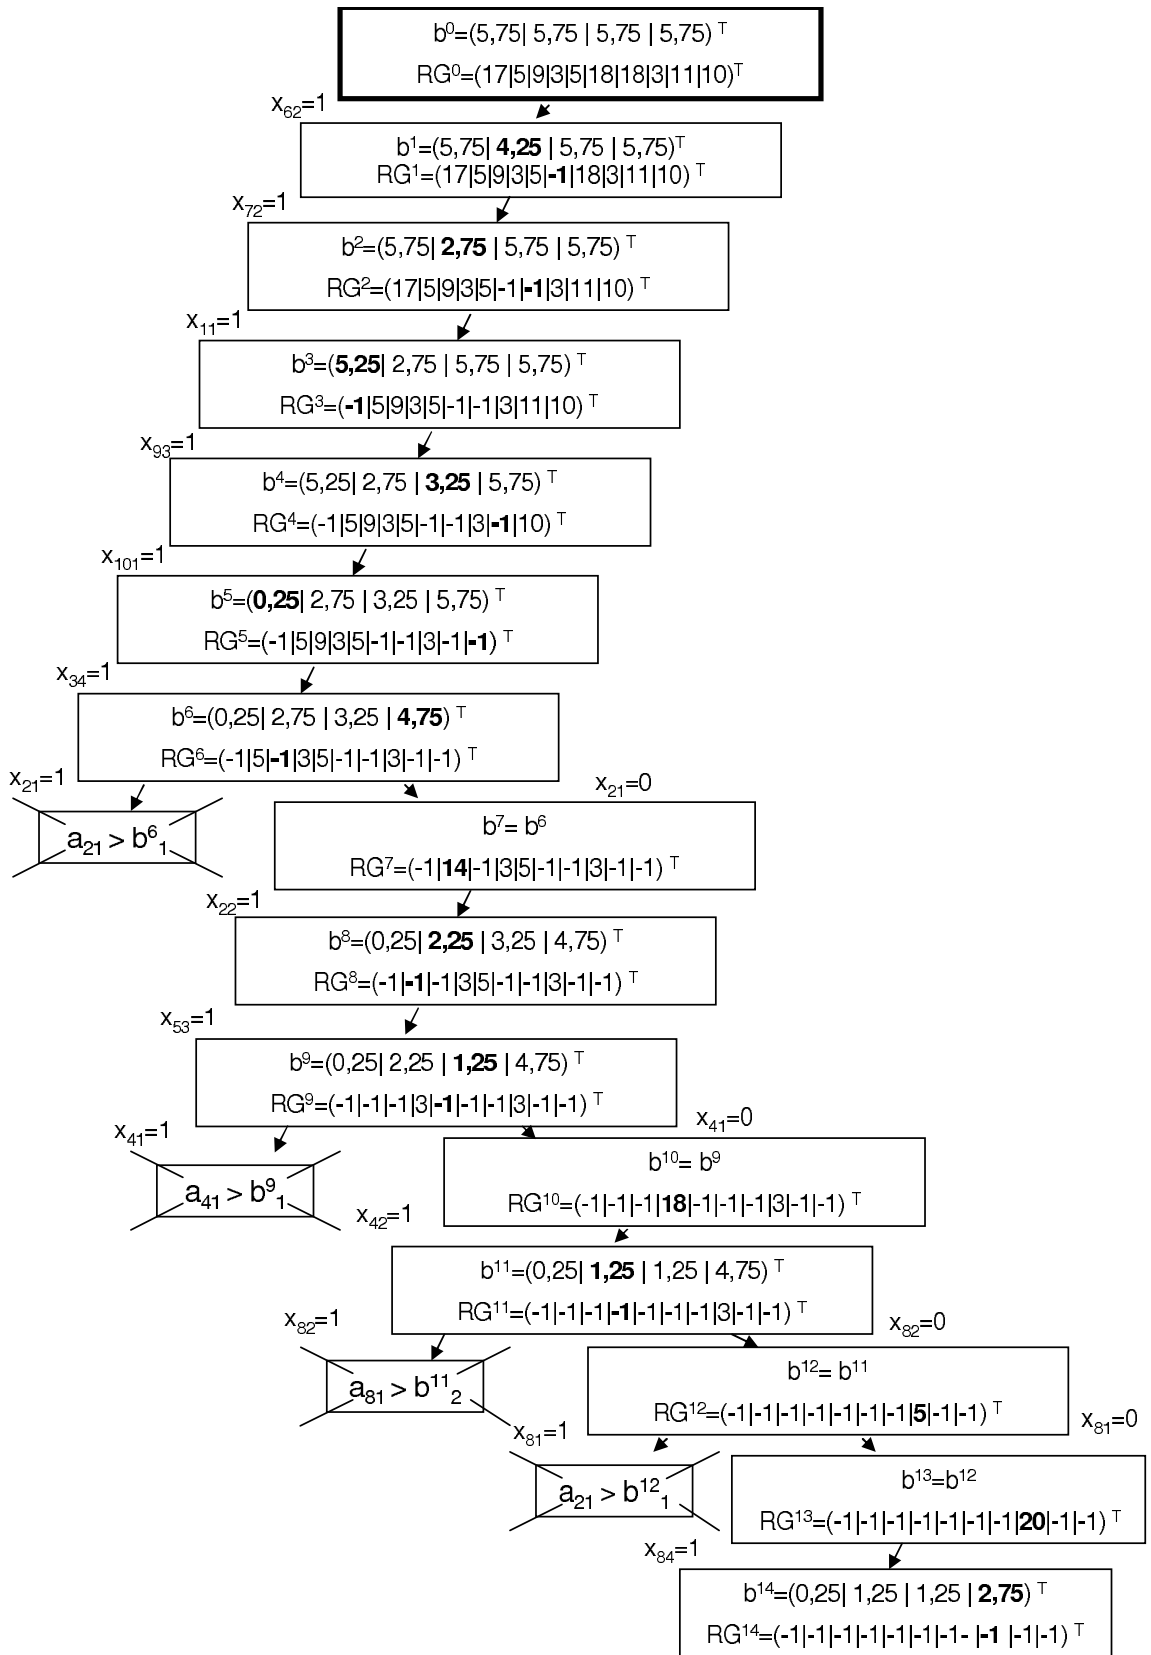 b⁰=(5,75| 5,75 | 5,75 | 5,75) ᵀ
RG⁰=(17|5|9|3|5|18|18|3|11|10)ᵀ
x₆₂=1
b¹=(5,75| 4,25 | 5,75 | 5,75)ᵀ
RG¹=(17|5|9|3|5|-1|18|3|11|10) ᵀ
x₇₂=1
b²=(5,75| 2,75 | 5,75 | 5,75) ᵀ
RG²=(17|5|9|3|5|-1|-1|3|11|10) ᵀ
x₁₁=1
b³=(5,25| 2,75 | 5,75 | 5,75) ᵀ
RG³=(-1|5|9|3|5|-1|-1|3|11|10) ᵀ
x₉₃=1
b⁴=(5,25| 2,75 | 3,25 | 5,75) ᵀ
RG⁴=(-1|5|9|3|5|-1|-1|3|-1|10) ᵀ
x₁₀₁=1
b⁵=(0,25| 2,75 | 3,25 | 5,75) ᵀ
RG⁵=(-1|5|9|3|5|-1|-1|3|-1|-1) ᵀ
x₃₄=1
b⁶=(0,25| 2,75 | 3,25 | 4,75) ᵀ
RG⁶=(-1|5|-1|3|5|-1|-1|3|-1|-1) ᵀ
x₂₁=1
x₂₁=0
a₂₁ > b⁶₁
b⁷= b⁶
RG⁷=(-1|14|-1|3|5|-1|-1|3|-1|-1) ᵀ
x₂₂=1
b⁸=(0,25| 2,25 | 3,25 | 4,75) ᵀ
RG⁸=(-1|-1|-1|3|5|-1|-1|3|-1|-1) ᵀ
x₅₃=1
b⁹=(0,25| 2,25 | 1,25 | 4,75) ᵀ
RG⁹=(-1|-1|-1|3|-1|-1|-1|3|-1|-1) ᵀ
x₄₁=1
x₄₁=0
a₄₁ > b⁹₁
b¹⁰= b⁹
RG¹⁰=(-1|-1|-1|18|-1|-1|-1|3|-1|-1) ᵀ
x₄₂=1
b¹¹=(0,25| 1,25 | 1,25 | 4,75) ᵀ
RG¹¹=(-1|-1|-1|-1|-1|-1|-1|3|-1|-1) ᵀ
x₈₂=1
x₈₂=0
a₈₁ > b¹¹₂
b¹²= b¹¹
RG¹²=(-1|-1|-1|-1|-1|-1|-1|5|-1|-1) ᵀ
x₈₁=1
x₈₁=0
a₂₁ > b¹²₁
b¹³=b¹²
RG¹³=(-1|-1|-1|-1|-1|-1|-1|20|-1|-1) ᵀ
x₈₄=1
b¹⁴=(0,25| 1,25 | 1,25 | 2,75) ᵀ
RG¹⁴=(-1|-1|-1|-1|-1|-1|-1- |-1 |-1|-1) ᵀ